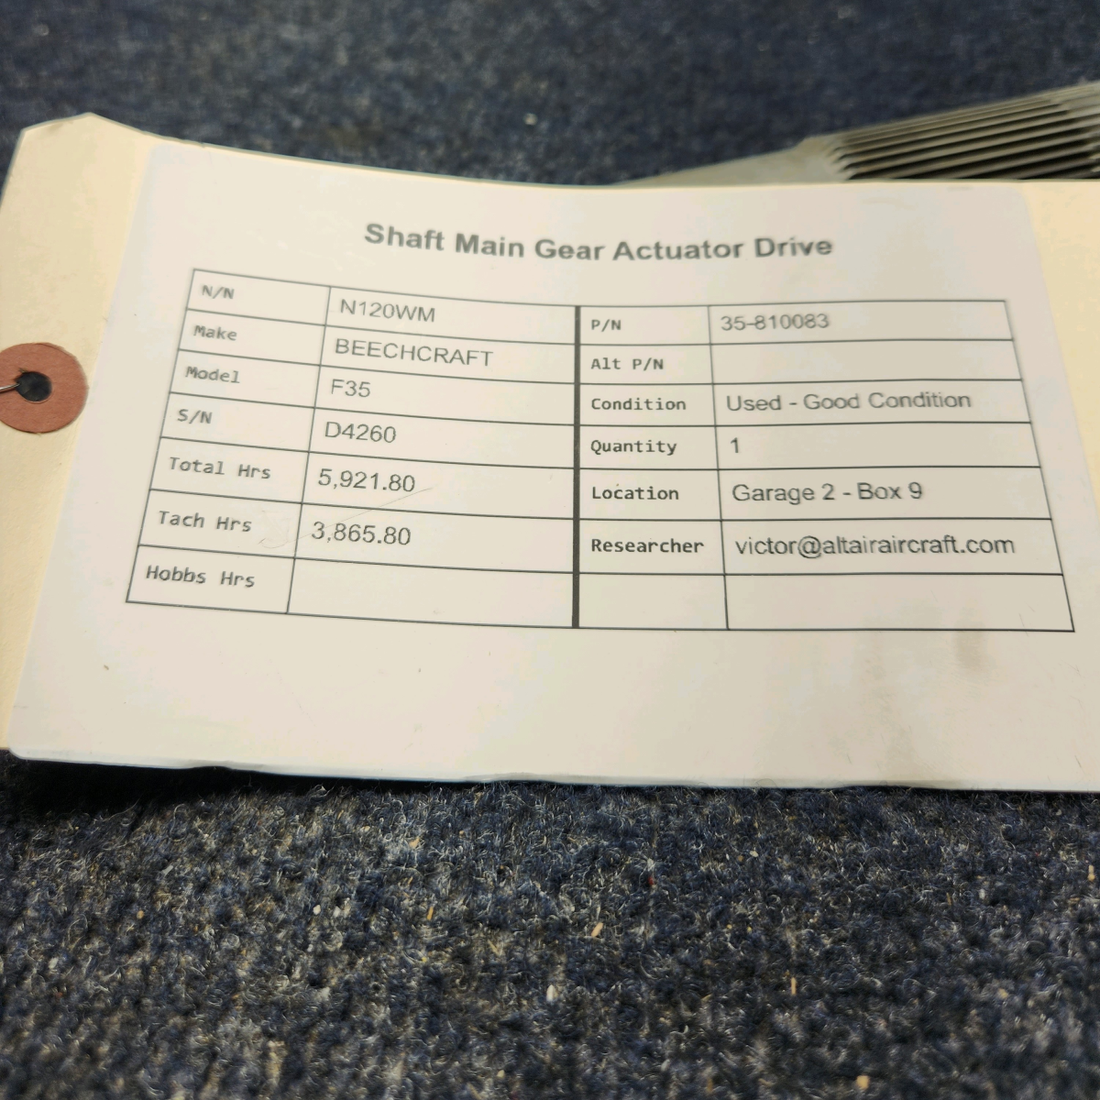 Shaft Main Gear Actuator Drive
N/N N120WM
Make BEECHCRAFT
Model F35
S/N D4260
Total Hrs 5,921.80
Tach Hrs 3,865.80
Hobbs Hrs
P/N 35-810083
Alt P/N
Condition Used - Good Condition
Quantity 1
Location Garage 2 - Box 9
Researcher victor@altairaircraft.com